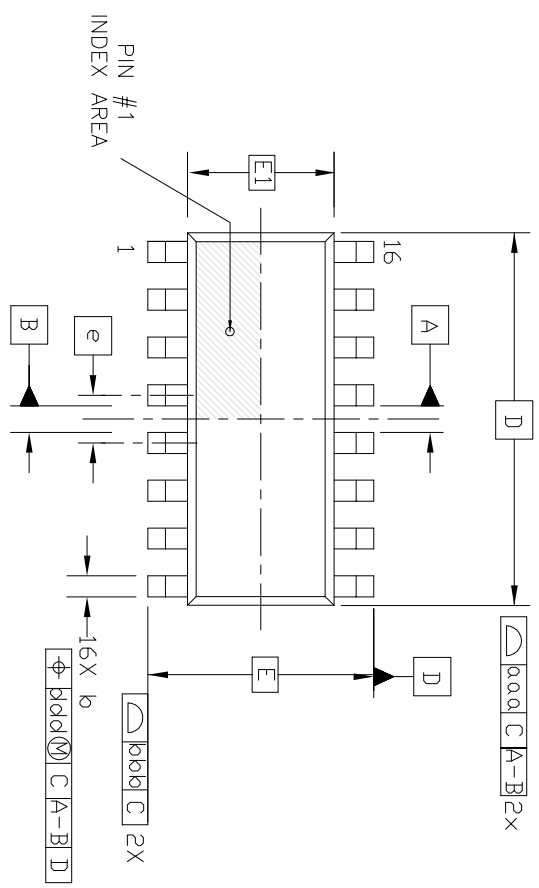 PIN #1
INDEX AREA
E1
1
16
B
e
A
D
16X b
E
D
⌓ aaa C A-B 2x
⌓ bbb C 2X
⌖ ddd Ⓜ C A-B D